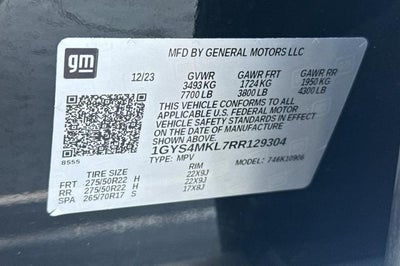 gm
MFD BY GENERAL MOTORS LLC
12/23 GVWR GAWR FRT GAWR RR
3493 KG 1724 KG 1950 KG
7700 LB 3800 LB 4300 LB
THIS VEHICLE CONFORMS TO ALL
APPLICABLE U.S. FEDERAL MOTOR
VEHICLE SAFETY STANDARDS IN EFFECT ON
THE DATE OF MANUFACTURE SHOWN ABOVE.
1GYS4MKL7RR129304
8555 TYPE: MPV MODEL: 746K10906
TIRE SIZE RIM
FRT 275/50R22 H 22X9J
RR 275/50R22 H 22X9J
SPA 265/70R17 S 17X8J